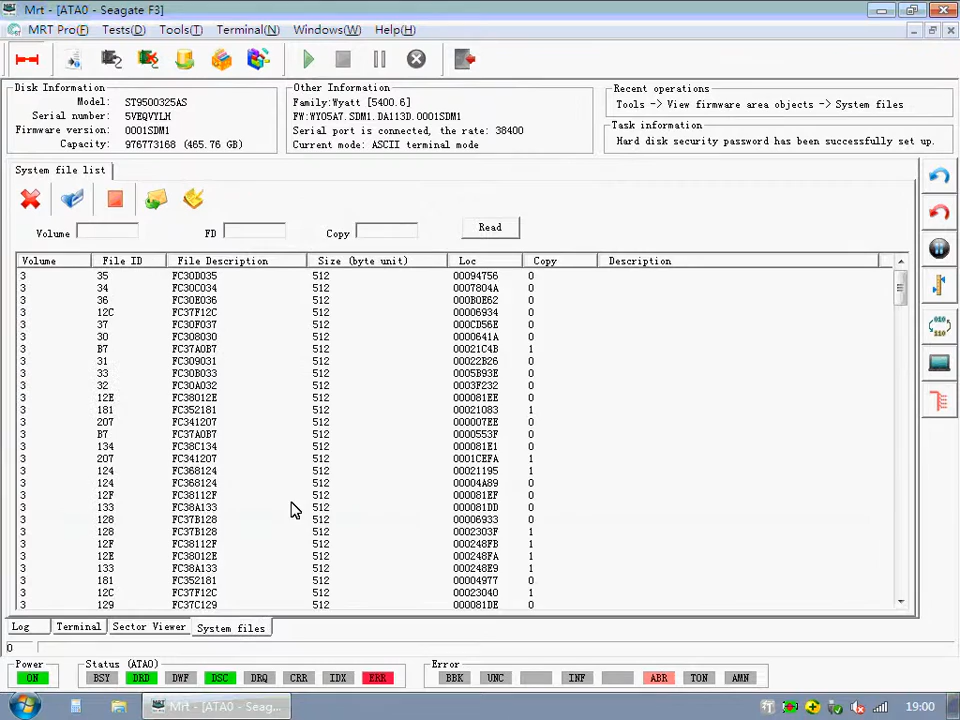 Mrt - [ATA0 - Seagate F3]
MRT Pro(F) Tests(D) Tools(T) Terminal(N) Windows(W) Help(H)
Disk Information
Model: ST9500325AS
Serial number: 5VEQVYLH
Firmware version: 0001SDM1
Capacity: 976773168 (465.76 GB)
Other Information
Family:Wyatt [5400.6]
FW:WY05A7.SDM1.DA113D.0001SDM1
Serial port is connected, the rate: 38400
Current mode: ASCII terminal mode
Recent operations
Tools -> View firmware area objects -> System files
Task information
Hard disk security password has been successfully set up.
System file list
Volume FD Copy Read
Volume File ID File Description Size (byte unit) Loc Copy Description
3 35 FC30D035 512 00094756 0
3 34 FC30C034 512 0007804A 0
3 36 FC30E036 512 000B0E62 0
3 12C FC37F12C 512 00006934 0
3 37 FC30F037 512 000CD56E 0
3 30 FC308030 512 0000641A 0
3 B7 FC37A0B7 512 00021C4B 1
3 31 FC309031 512 00022B26 0
3 33 FC30B033 512 0005B93E 0
3 32 FC30A032 512 0003F232 0
3 12E FC38012E 512 000081EE 0
3 181 FC352181 512 00021083 1
3 207 FC341207 512 000007EE 0
3 B7 FC37A0B7 512 0000553F 0
3 134 FC38C134 512 000081E1 0
3 207 FC341207 512 0001CEFA 1
3 124 FC368124 512 00021195 1
3 124 FC368124 512 00004A89 0
3 12F FC38112F 512 000081EF 0
3 133 FC38A133 512 000081DD 0
3 128 FC37B128 512 00006933 0
3 128 FC37B128 512 0002303F 1
3 12F FC38112F 512 000248FB 1
3 12E FC38012E 512 000248FA 1
3 133 FC38A133 512 000248E9 1
3 181 FC352181 512 00004977 0
3 12C FC37F12C 512 00023040 1
3 129 FC37C129 512 000081DE 0
Log Terminal Sector Viewer System files
0
Power Status (ATA0) Error
ON BSY DRD DWF DSC DRQ CRR IDX ERR BBK UNC INF ABR TON AMN
Mrt - [ATA0 - Seag... 19:00